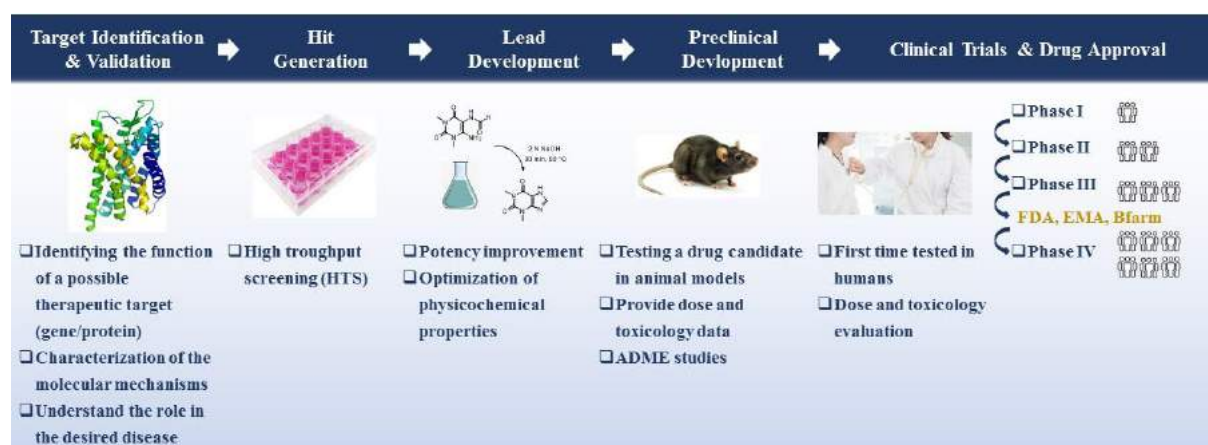 Target Identification
& Validation
Hit
Generation
Lead
Development
Preclinical
Devlopment
Clinical Trials & Drug Approval
2 N NaOH
Phase I
Phase II
Phase III
FDA, EMA, Bfarm
Phase IV
Identifying the function
of a possible
therapeutic target
(gene/protein)
Characterization of the
molecular mechanisms
Understand the role in
the desired disease
High troughput
screening (HTS)
Potency improvement
Optimization of
physicochemical
properties
Testing a drug candidate
in animal models
Provide dose and
toxicology data
ADME studies
First time tested in
humans
Dose and toxicology
evaluation